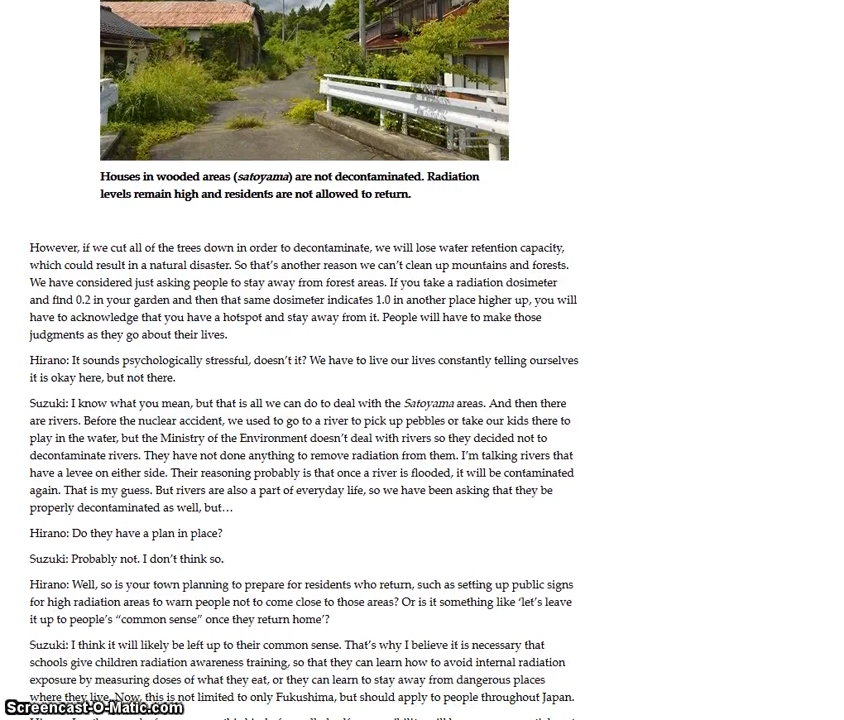 Houses in wooded areas (satoyama) are not decontaminated. Radiation
levels remain high and residents are not allowed to return.
However, if we cut all of the trees down in order to decontaminate, we will lose water retention capacity,
which could result in a natural disaster. So that's another reason we can't clean up mountains and forests.
We have considered just asking people to stay away from forest areas. If you take a radiation dosimeter
and find 0.2 in your garden and then that same dosimeter indicates 1.0 in another place higher up, you will
have to acknowledge that you have a hotspot and stay away from it. People will have to make those
judgments as they go about their lives.
Hirano: It sounds psychologically stressful, doesn't it? We have to live our lives constantly telling ourselves
it is okay here, but not there.
Suzuki: I know what you mean, but that is all we can do to deal with the Satoyama areas. And then there
are rivers. Before the nuclear accident, we used to go to a river to pick up pebbles or take our kids there to
play in the water, but the Ministry of the Environment doesn't deal with rivers so they decided not to
decontaminate rivers. They have not done anything to remove radiation from them. I'm talking rivers that
have a levee on either side. Their reasoning probably is that once a river is flooded, it will be contaminated
again. That is my guess. But rivers are also a part of everyday life, so we have been asking that they be
properly decontaminated as well, but…
Hirano: Do they have a plan in place?
Suzuki: Probably not. I don't think so.
Hirano: Well, so is your town planning to prepare for residents who return, such as setting up public signs
for high radiation areas to warn people not to come close to those areas? Or is it something like 'let's leave
it up to people's "common sense" once they return home'?
Suzuki: I think it will likely be left up to their common sense. That's why I believe it is necessary that
schools give children radiation awareness training, so that they can learn how to avoid internal radiation
exposure by measuring doses of what they eat, or they can learn to stay away from dangerous places
where they live. Now, this is not limited to only Fukushima, but should apply to people throughout Japan.
Screencast-O-Matic.com